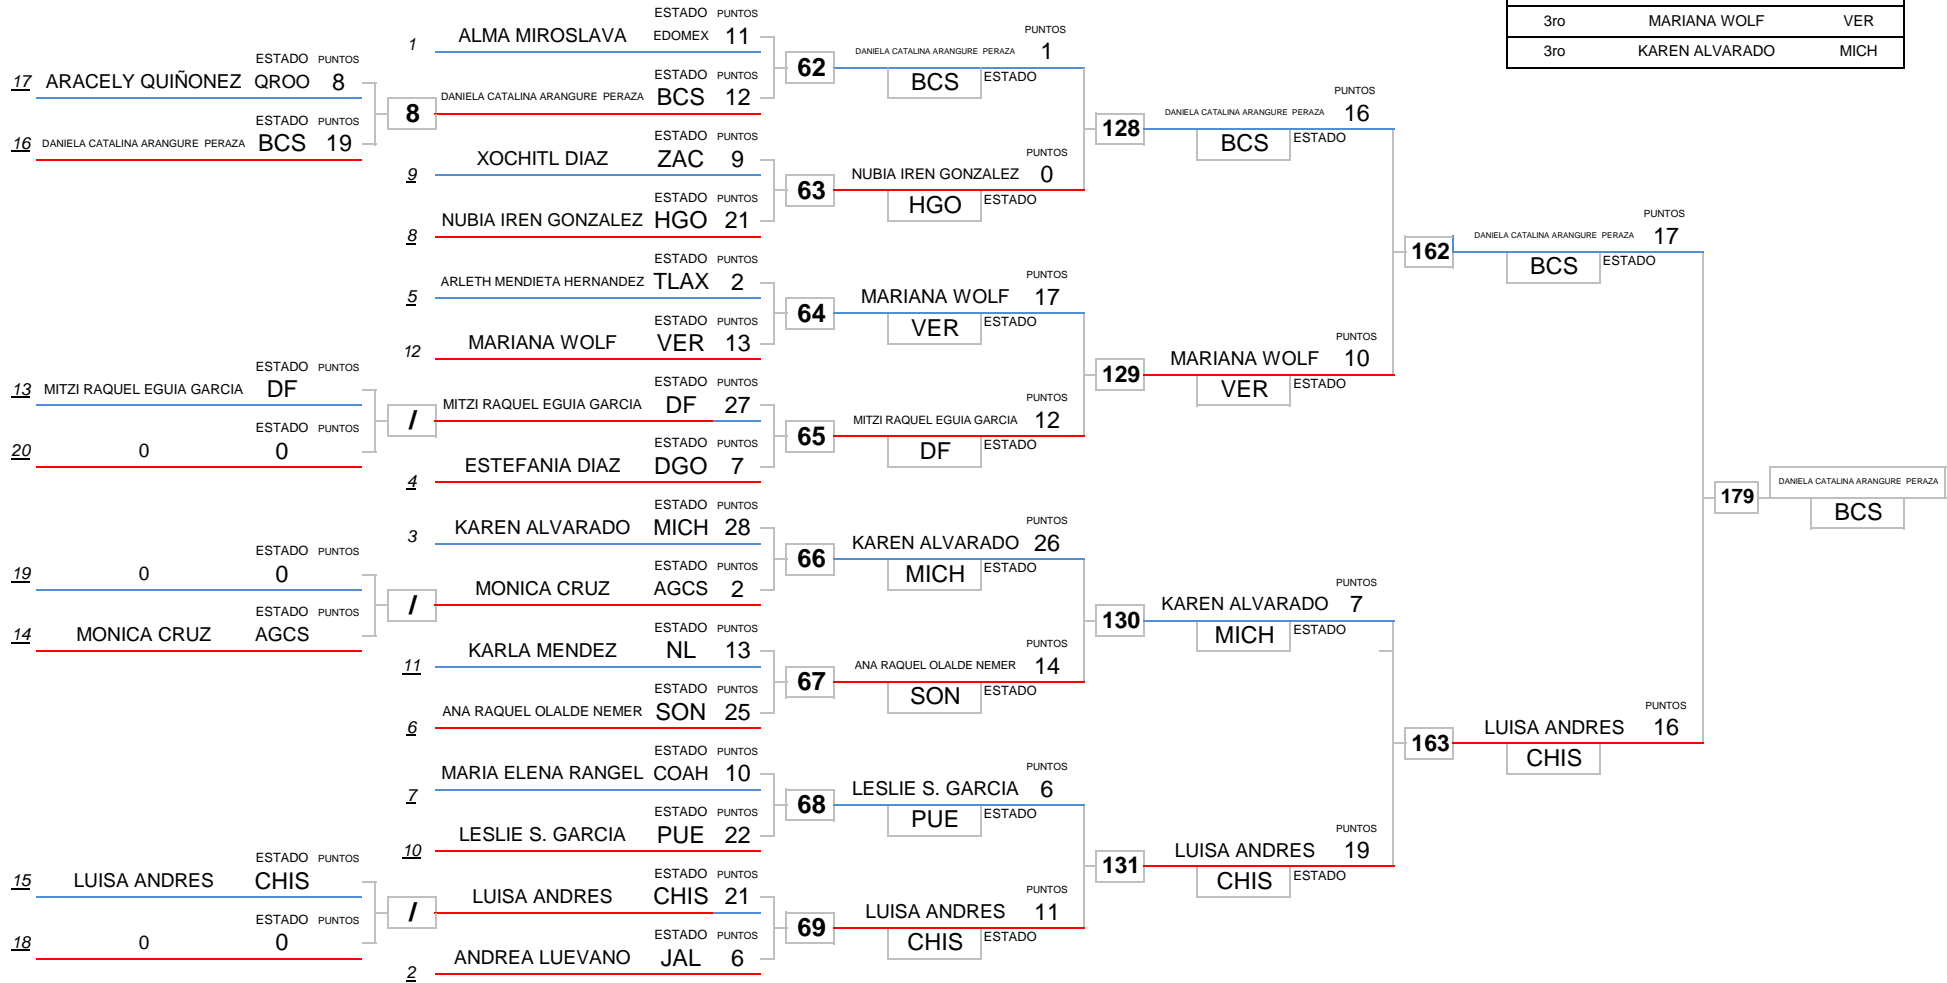 3ro MARIANA WOLF VER
3ro KAREN ALVARADO MICH
ESTADO PUNTOS
17 ARACELY QUIÑONEZ QROO 8
ESTADO PUNTOS
16 DANIELA CATALINA ARANGURE PERAZA BCS 19
8
ESTADO PUNTOS
13 MITZI RAQUEL EGUIA GARCIA DF
ESTADO PUNTOS
20 0 0
/
ESTADO PUNTOS
19 0 0
ESTADO PUNTOS
14 MONICA CRUZ AGCS
/
ESTADO PUNTOS
15 LUISA ANDRES CHIS
ESTADO PUNTOS
18 0 0
/
ESTADO PUNTOS
1 ALMA MIROSLAVA EDOMEX 11
ESTADO PUNTOS
DANIELA CATALINA ARANGURE PERAZA BCS 12
62
ESTADO PUNTOS
9 XOCHITL DIAZ ZAC 9
ESTADO PUNTOS
8 NUBIA IREN GONZALEZ HGO 21
63
ESTADO PUNTOS
5 ARLETH MENDIETA HERNANDEZ TLAX 2
ESTADO PUNTOS
12 MARIANA WOLF VER 13
64
ESTADO PUNTOS
MITZI RAQUEL EGUIA GARCIA DF 27
ESTADO PUNTOS
4 ESTEFANIA DIAZ DGO 7
65
ESTADO PUNTOS
3 KAREN ALVARADO MICH 28
ESTADO PUNTOS
MONICA CRUZ AGCS 2
66
ESTADO PUNTOS
11 KARLA MENDEZ NL 13
ESTADO PUNTOS
6 ANA RAQUEL OLALDE NEMER SON 25
67
ESTADO PUNTOS
7 MARIA ELENA RANGEL COAH 10
ESTADO PUNTOS
10 LESLIE S. GARCIA PUE 22
68
ESTADO PUNTOS
LUISA ANDRES CHIS 21
ESTADO PUNTOS
2 ANDREA LUEVANO JAL 6
69
PUNTOS
DANIELA CATALINA ARANGURE PERAZA 1
BCS ESTADO
PUNTOS
NUBIA IREN GONZALEZ 0
HGO ESTADO
128
PUNTOS
MARIANA WOLF 17
VER ESTADO
PUNTOS
MITZI RAQUEL EGUIA GARCIA 12
DF ESTADO
129
PUNTOS
KAREN ALVARADO 26
MICH ESTADO
PUNTOS
ANA RAQUEL OLALDE NEMER 14
SON ESTADO
130
PUNTOS
LESLIE S. GARCIA 6
PUE ESTADO
PUNTOS
LUISA ANDRES 11
CHIS ESTADO
131
PUNTOS
DANIELA CATALINA ARANGURE PERAZA 16
BCS ESTADO
PUNTOS
MARIANA WOLF 10
VER ESTADO
162
PUNTOS
KAREN ALVARADO 7
MICH ESTADO
PUNTOS
LUISA ANDRES 19
CHIS ESTADO
163
PUNTOS
DANIELA CATALINA ARANGURE PERAZA 17
BCS ESTADO
PUNTOS
LUISA ANDRES 16
CHIS
179
DANIELA CATALINA ARANGURE PERAZA
BCS